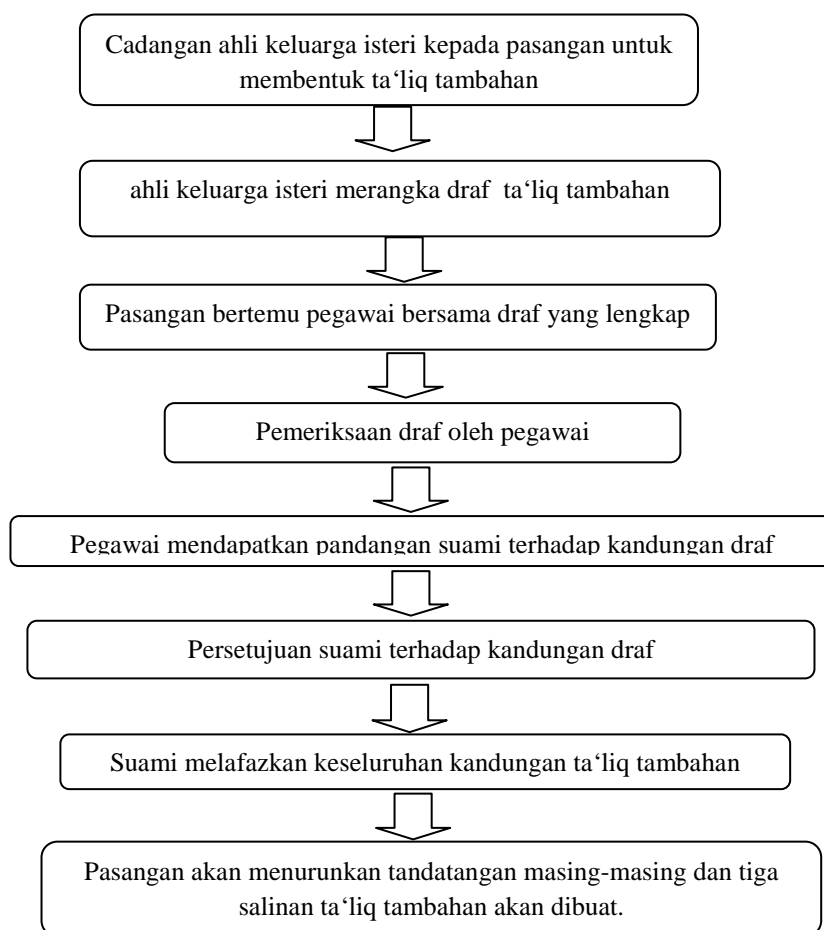 Cadangan ahli keluarga isteri kepada pasangan untuk
membentuk ta‘liq tambahan
ahli keluarga isteri merangka draf ta‘liq tambahan
Pasangan bertemu pegawai bersama draf yang lengkap
Pemeriksaan draf oleh pegawai
Pegawai mendapatkan pandangan suami terhadap kandungan draf
Persetujuan suami terhadap kandungan draf
Suami melafazkan keseluruhan kandungan ta‘liq tambahan
Pasangan akan menurunkan tandatangan masing-masing dan tiga
salinan ta‘liq tambahan akan dibuat.